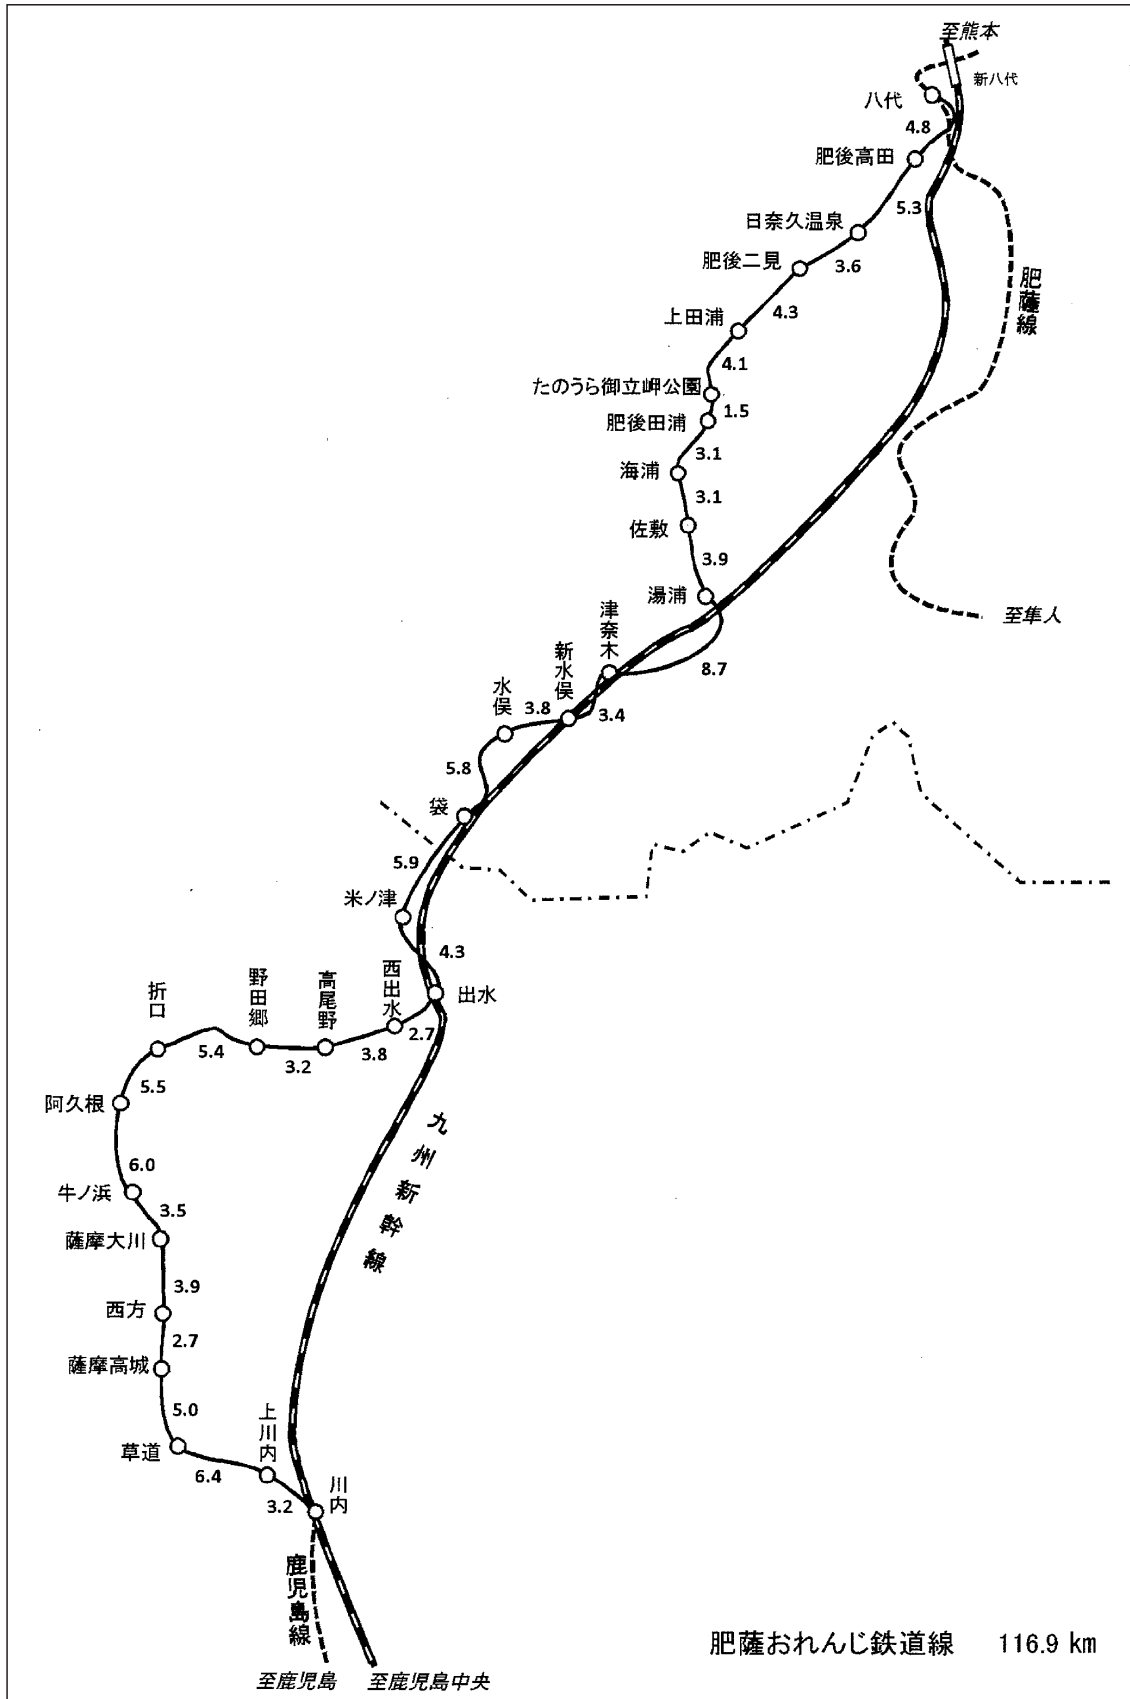 至熊本
新八代
八代
4.8
肥後高田
5.3
日奈久温泉
3.6
肥後二見
4.3
肥薩線
上田浦
4.1
たのうら御立岬公園
1.5
肥後田浦
3.1
海浦
3.1
佐敷
3.9
湯浦
至隼人
津奈木
8.7
新水俣
3.4
3.8
水俣
5.8
袋
5.9
米ノ津
4.3
出水
西出水
2.7
高尾野
3.8
野田郷
3.2
折口
5.4
5.5
阿久根
九州新幹線
6.0
牛ノ浜
3.5
薩摩大川
3.9
西方
2.7
薩摩高城
5.0
草道
上川内
6.4
川内
3.2
鹿児島線
肥薩おれんじ鉄道線 116.9 km
至鹿児島
至鹿児島中央